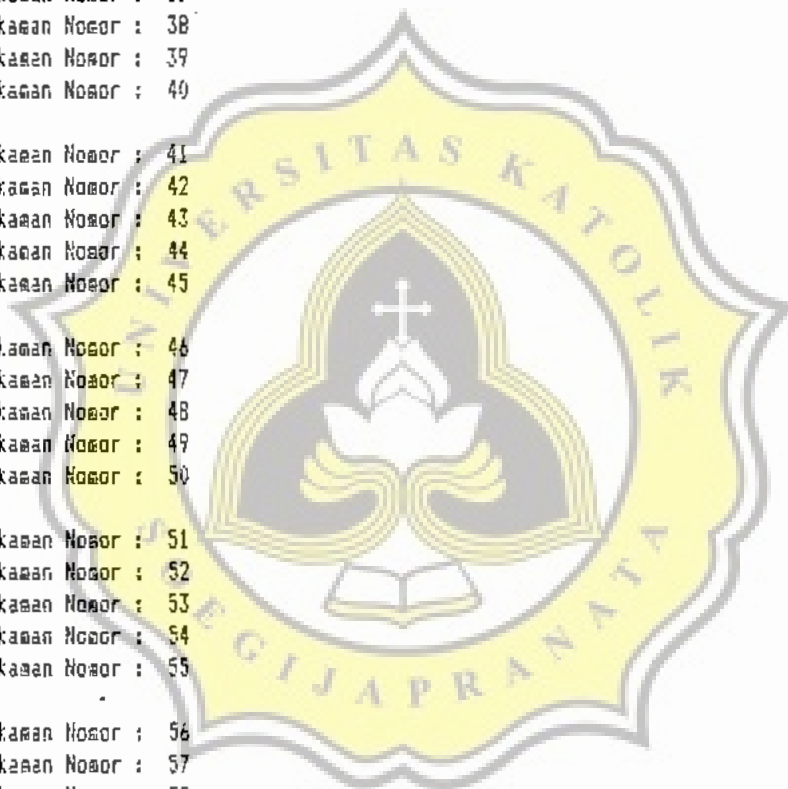 kaman Nomor : 38
kaman Nomor : 39
kaman Nomor : 40
kaman Nomor : 41
kaman Nomor : 42
kaman Nomor : 43
kaman Nomor : 44
kaman Nomor : 45
kaman Nomor : 46
kaman Nomor : 47
kaman Nomor : 48
kaman Nomor : 49
kaman Nomor : 50
kaman Nomor : 51
kaman Nomor : 52
kaman Nomor : 53
kaman Nomor : 54
kaman Nomor : 55
kaman Nomor : 56
kaman Nomor : 57
UNIVERSITAS KATOLIK
SOEGIJAPRANATA